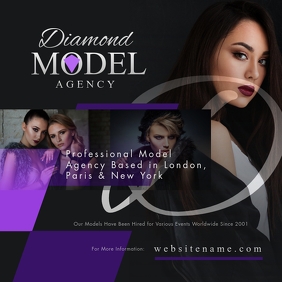 Diamond
MODEL
AGENCY
Professional Model
Agency Based in London,
Paris & New York
Our Models Have Been Hired for Various Events Worldwide Since 2001
For More Information:
websitename.com